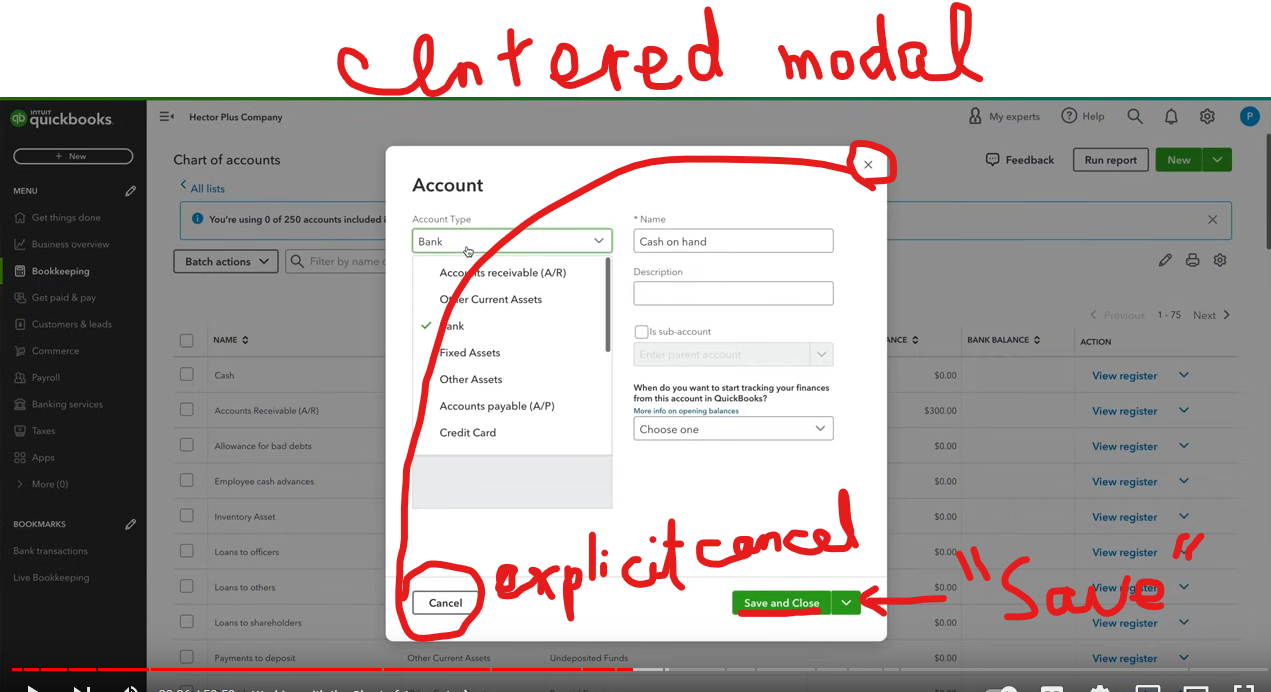 centered modal
INTUIT
quickbooks.
Hector Plus Company
My experts
Help
P
+ New
Chart of accounts
Feedback
Run report
New
All lists
MENU
Get things done
Business overview
Bookkeeping
Get paid & pay
Customers & leads
Commerce
Payroll
Banking services
Taxes
Apps
More (0)
BOOKMARKS
Bank transactions
Live Bookkeeping
You're using 0 of 250 accounts included i
Batch actions
Filter by name
Previous 1 - 75 Next
NAME
ANCE
BANK BALANCE
ACTION
Cash
$0.00
View register
Accounts Receivable (A/R)
$300.00
View register
Allowance for bad debts
$0.00
View register
Employee cash advances
$0.00
View register
Inventory Asset
$0.00
View register
Loans to officers
$0.00
View register
Loans to others
$0.00
View register
Loans to shareholders
$0.00
View register
Payments to deposit
Other Current Assets
Undeposited Funds
$0.00
View register
Account
Account Type
Bank
Accounts receivable (A/R)
Other Current Assets
Bank
Fixed Assets
Other Assets
Accounts payable (A/P)
Credit Card
* Name
Cash on hand
Description
Is sub-account
Enter parent account
When do you want to start tracking your finances
from this account in QuickBooks?
More info on opening balances
Choose one
explicit cancel
Cancel
Save and Close
"Save"